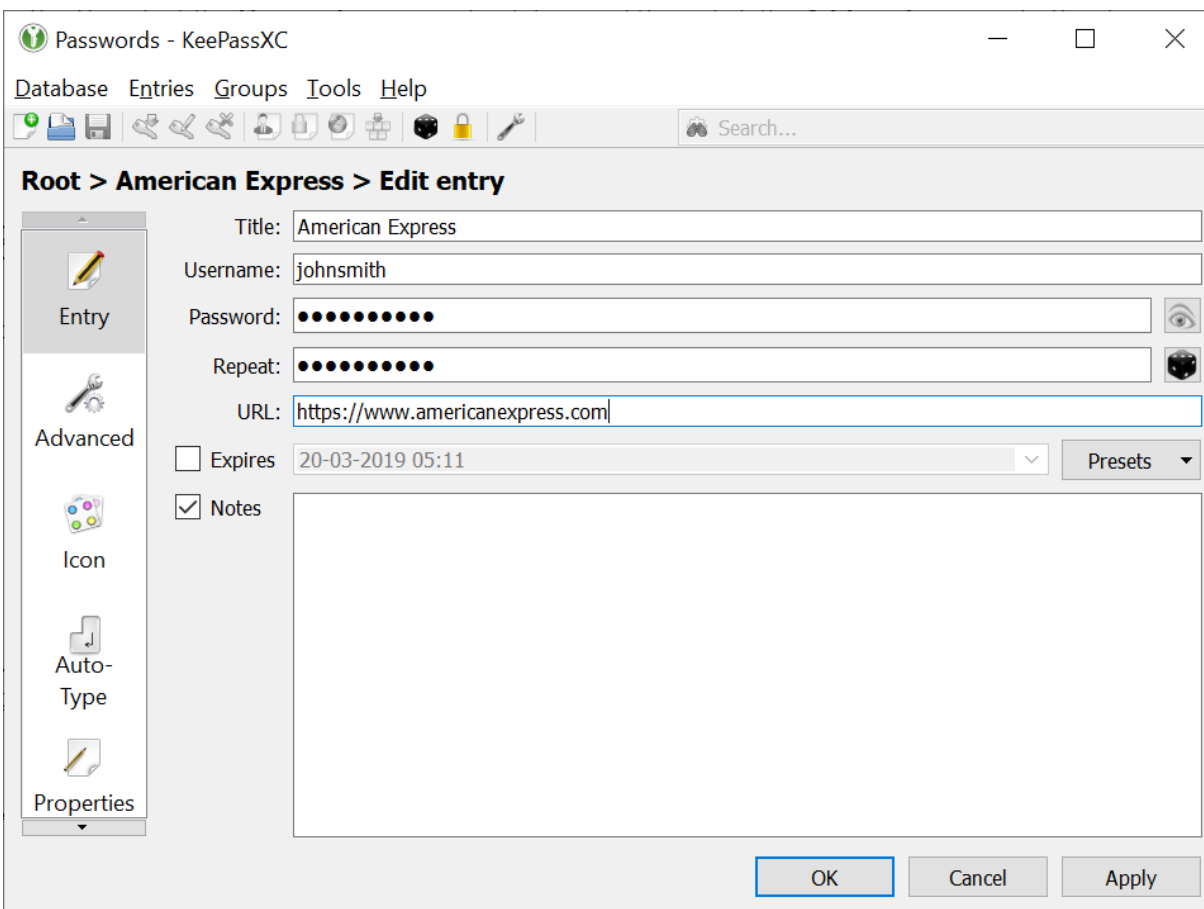 Passwords - KeePassXC
Database Entries Groups Tools Help
Search...
Root > American Express > Edit entry
Title: American Express
Username: johnsmith
Entry
Password: ●●●●●●●●●●
Repeat: ●●●●●●●●●●
URL: https://www.americanexpress.com
Advanced
Expires 20-03-2019 05:11 Presets
Notes
Icon
Auto-
Type
Properties
OK Cancel Apply